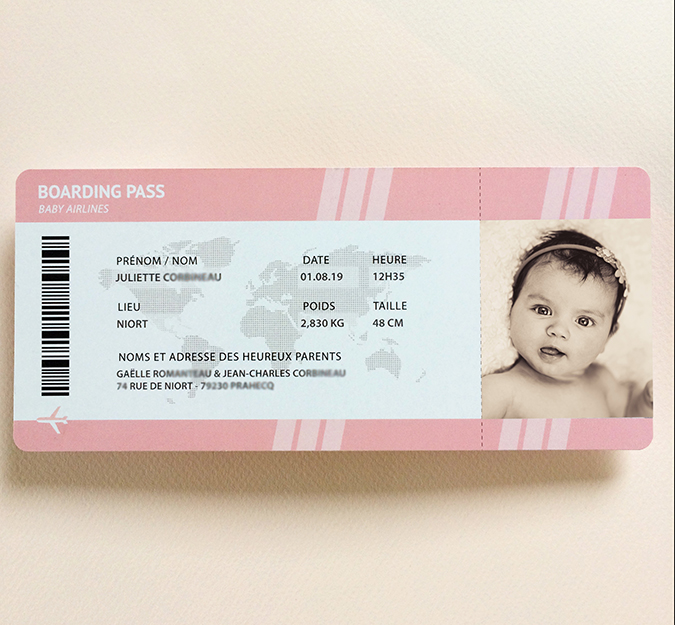 BOARDING PASS
BABY AIRLINES
PRÉNOM / NOM
DATE
HEURE
JULIETTE
01.08.19
12H35
LIEU
POIDS
TAILLE
NIORT
2,830 KG
48 CM
NOMS ET ADRESSE DES HEUREUX PARENTS
GAËLLE & JEAN-CHARLES
74 RUE DE NIORT -